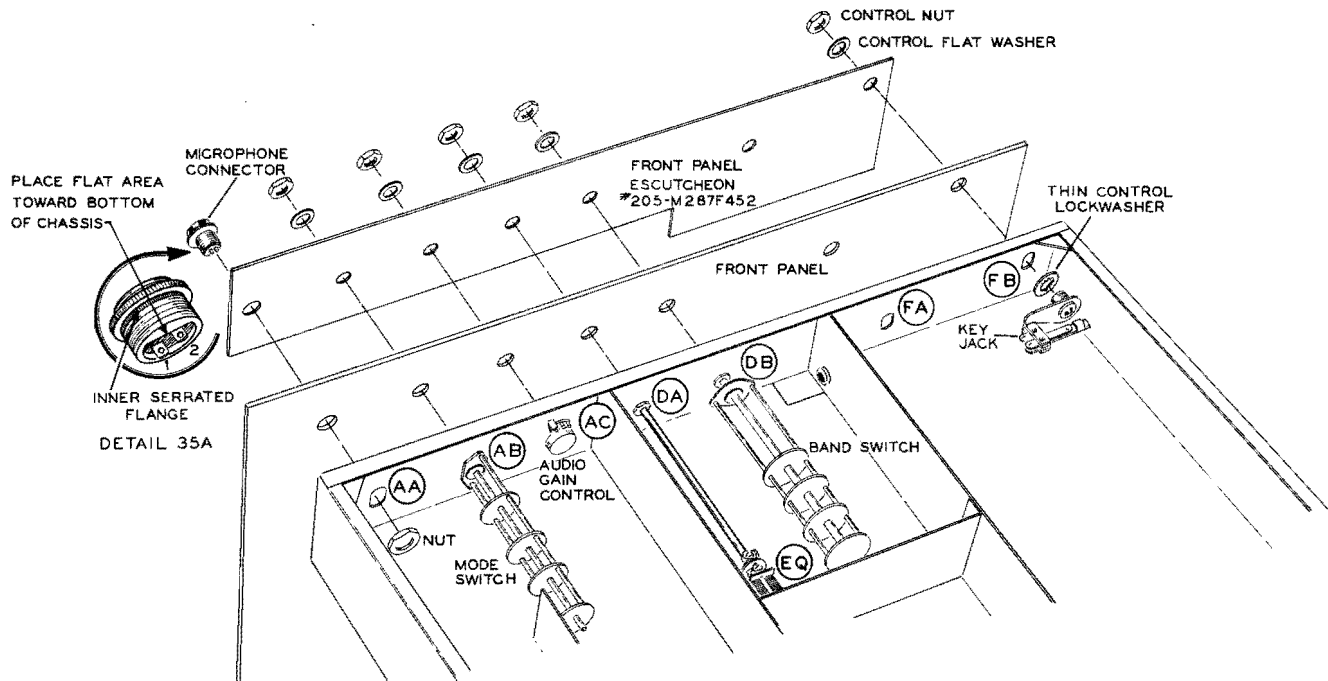 CONTROL NUT
CONTROL FLAT WASHER
MICROPHONE
CONNECTOR
PLACE FLAT AREA
TOWARD BOTTOM
OF CHASSIS
FRONT PANEL
ESCUTCHEON
*205-M287F452
THIN CONTROL
LOCKWASHER
FRONT PANEL
2
INNER SERRATED
FLANGE
DETAIL 35A
FB
FA
KEY
JACK
DB
DA
AC
AB
AA
AUDIO
GAIN
CONTROL
BAND SWITCH
NUT
MODE
SWITCH
EQ